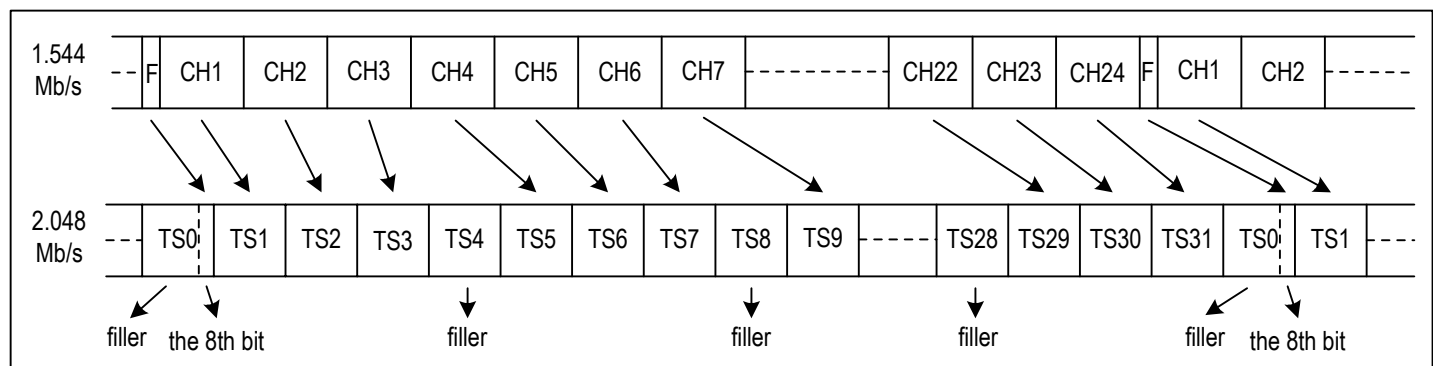 1.544
Mb/s
F CH1 CH2 CH3 CH4 CH5 CH6 CH7 CH22 CH23 CH24 F CH1 CH2
2.048
Mb/s
TS0 TS1 TS2 TS3 TS4 TS5 TS6 TS7 TS8 TS9 TS28 TS29 TS30 TS31 TS0 TS1
filler the 8th bit filler filler filler filler the 8th bit